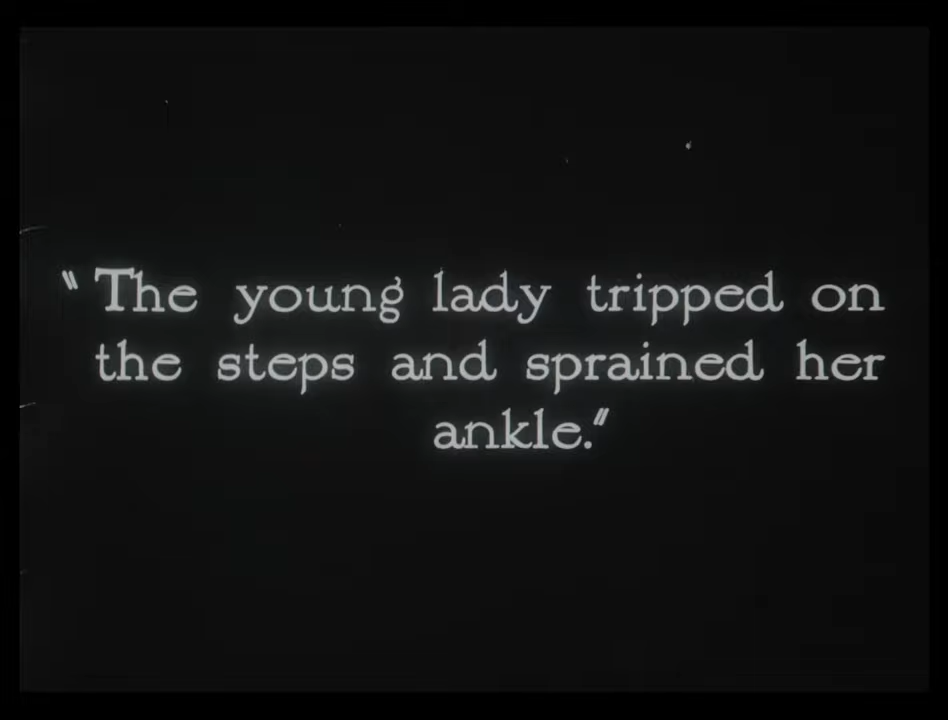 "The young lady tripped on
the steps and sprained her
ankle."